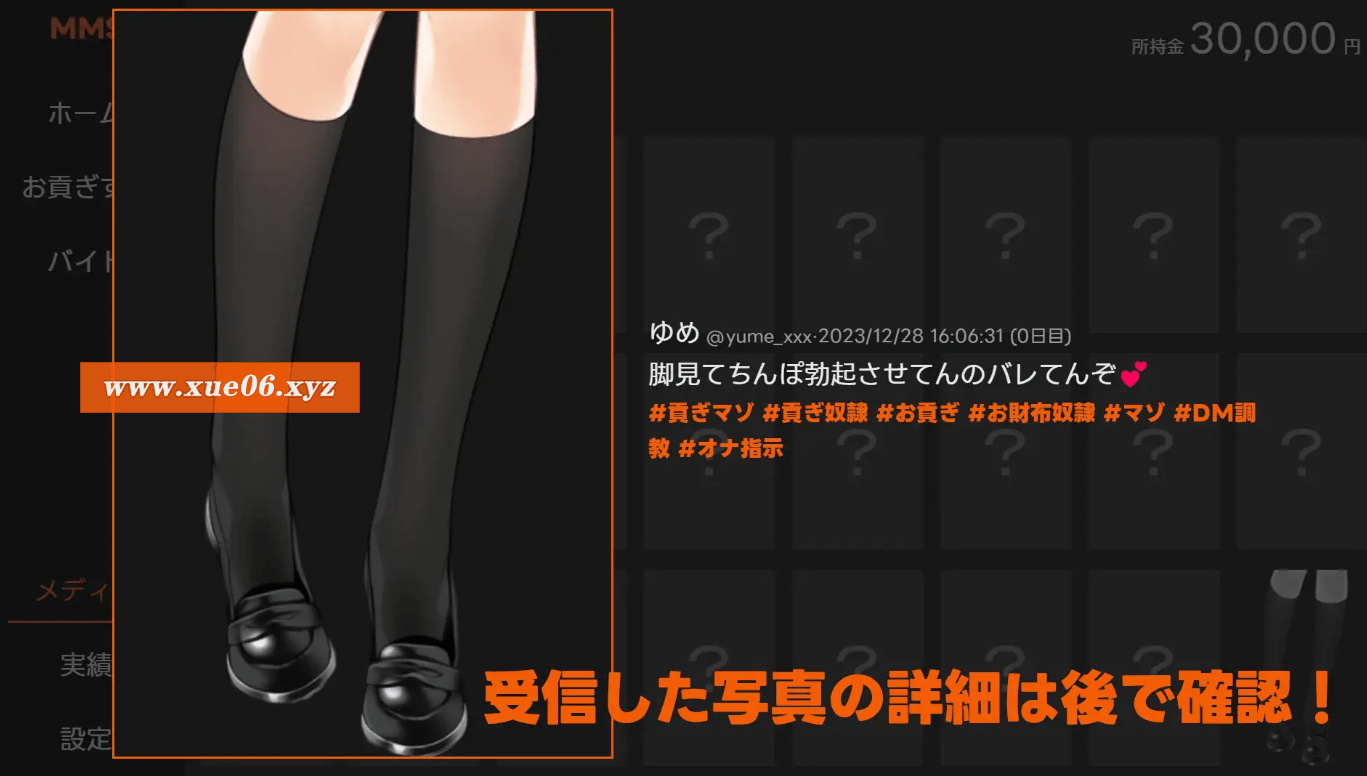 MMS
所持金 30,000 円
ホーム
お貢ぎす
バイト
ゆめ @yume_xxx·2023/12/28 16:06:31 (0日目)
脚見てちんぽ勃起させてんのバレてんぞ💕
www.xue06.xyz
#貢ぎマゾ #貢ぎ奴隷 #お貢ぎ #お財布奴隷 #マゾ #DM調
教 #オナ指示
メディ
実績
設定
受信した写真の詳細は後で確認！